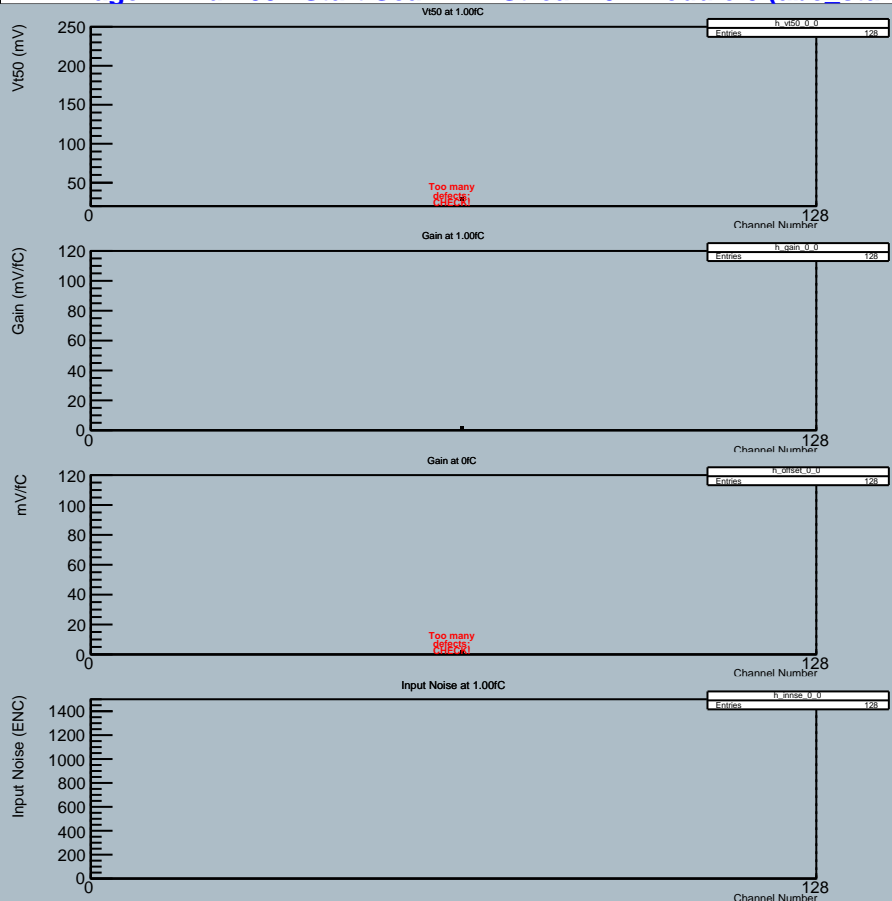 Vt50 at 1.00fC
h_vt50_0_0
Entries 128
Vt50 (mV)
250
200
150
100
50
Too many
defects:
CHECK!
0
128
Channel Number
Gain at 1.00fC
h_gain_0_0
Entries 128
Gain (mV/fC)
120
100
80
60
40
20
0
0
128
Channel Number
Gain at 0fC
h_offset_0_0
Entries 128
mV/fC
120
100
80
60
40
20
0
Too many
defects:
CHECK!
0
128
Channel Number
Input Noise at 1.00fC
h_innse_0_0
Entries 128
Input Noise (ENC)
1400
1200
1000
800
600
400
200
0
0
128
Channel Number